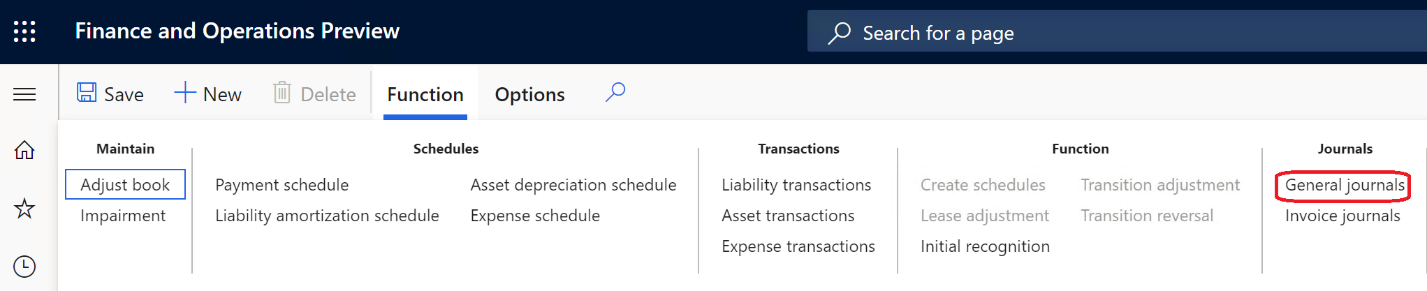 Finance and Operations Preview
Search for a page
Save New Delete Function Options
Maintain Schedules Transactions Function Journals
Adjust book Payment schedule Asset depreciation schedule Liability transactions Create schedules Transition adjustment General journals
Impairment Liability amortization schedule Expense schedule Asset transactions Lease adjustment Transition reversal Invoice journals
Expense transactions Initial recognition